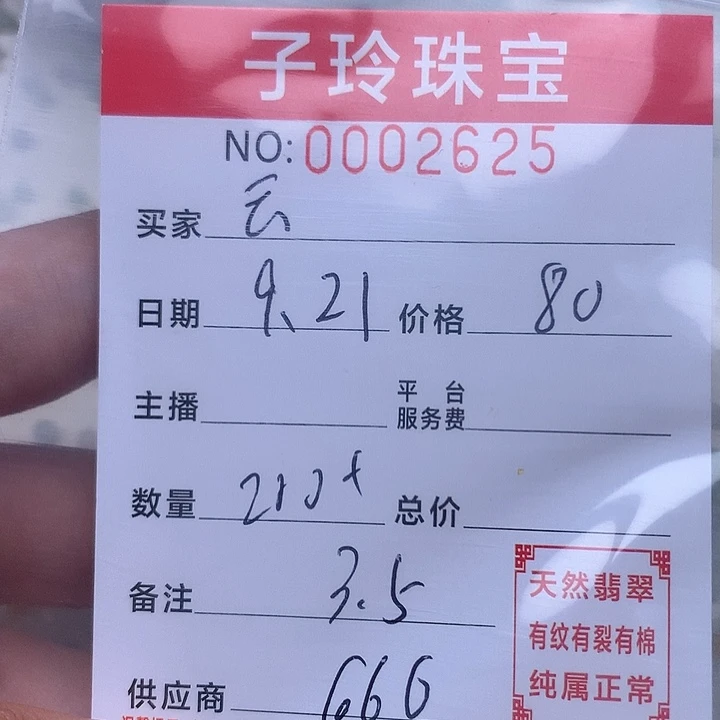 子玲珠宝
NO:0002625
买家 云
日期 9.21 价格 80
主播 平台服务费
数量 总价
备注 3.5
供应商 666
天然翡翠
有纹有裂有棉
纯属正常